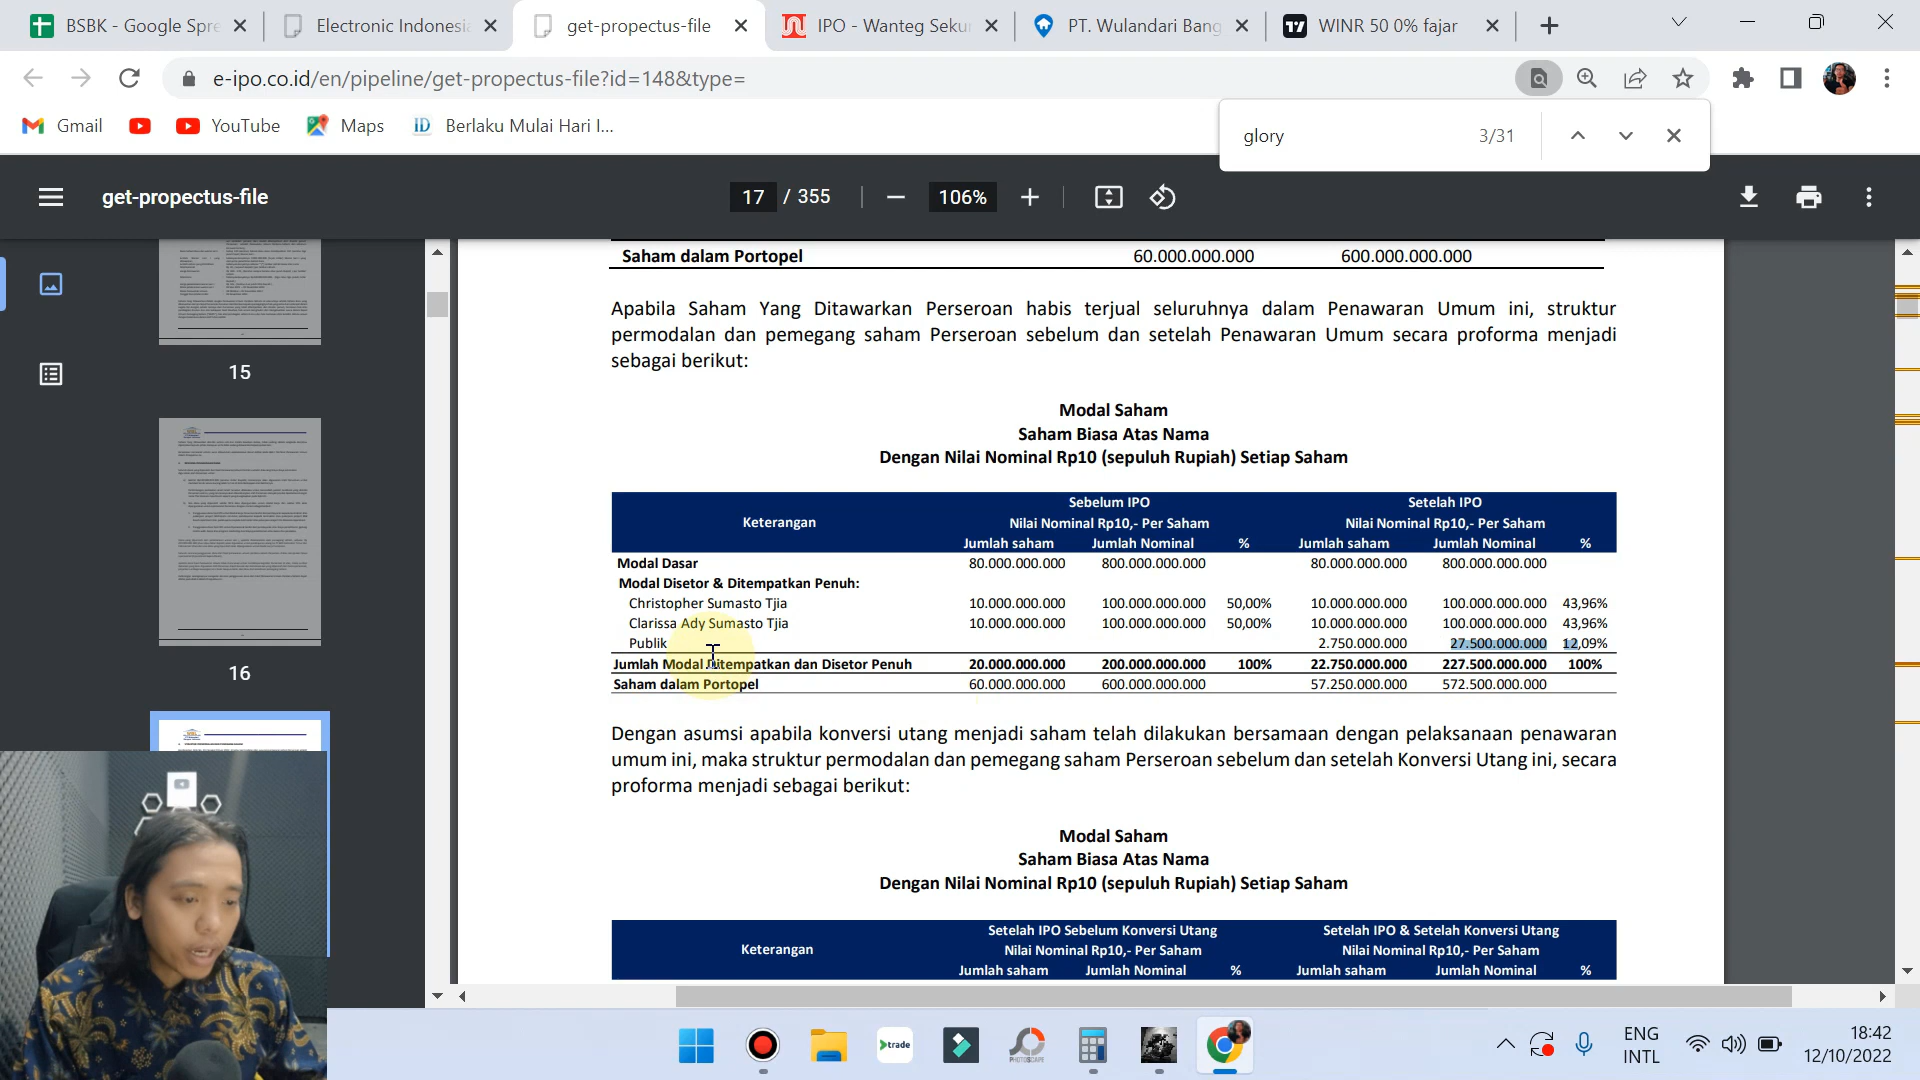 BSBK - Google Spre
Electronic Indonesia
get-propectus-file
IPO - Wanteg Sekur
PT. Wulandari Bang
WINR 50 0% fajar
e-ipo.co.id/en/pipeline/get-propectus-file?id=148&type=
Gmail
YouTube
Maps
Berlaku Mulai Hari I...
glory
3/31
get-propectus-file
17 / 355
106%
15
16
Saham dalam Portopel 60.000.000.000 600.000.000.000
Apabila Saham Yang Ditawarkan Perseroan habis terjual seluruhnya dalam Penawaran Umum ini, struktur
permodalan dan pemegang saham Perseroan sebelum dan setelah Penawaran Umum secara proforma menjadi
sebagai berikut:
Modal Saham
Saham Biasa Atas Nama
Dengan Nilai Nominal Rp10 (sepuluh Rupiah) Setiap Saham
Sebelum IPO Setelah IPO
Keterangan Nilai Nominal Rp10,- Per Saham Nilai Nominal Rp10,- Per Saham
Jumlah saham Jumlah Nominal % Jumlah saham Jumlah Nominal %
Modal Dasar 80.000.000.000 800.000.000.000 80.000.000.000 800.000.000.000
Modal Disetor & Ditempatkan Penuh:
Christopher Sumasto Tjia 10.000.000.000 100.000.000.000 50,00% 10.000.000.000 100.000.000.000 43,96%
Clarissa Ady Sumasto Tjia 10.000.000.000 100.000.000.000 50,00% 10.000.000.000 100.000.000.000 43,96%
Publik 2.750.000.000 27.500.000.000 12,09%
Jumlah Modal Ditempatkan dan Disetor Penuh 20.000.000.000 200.000.000.000 100% 22.750.000.000 227.500.000.000 100%
Saham dalam Portopel 60.000.000.000 600.000.000.000 57.250.000.000 572.500.000.000
Dengan asumsi apabila konversi utang menjadi saham telah dilakukan bersamaan dengan pelaksanaan penawaran
umum ini, maka struktur permodalan dan pemegang saham Perseroan sebelum dan setelah Konversi Utang ini, secara
proforma menjadi sebagai berikut:
Modal Saham
Saham Biasa Atas Nama
Dengan Nilai Nominal Rp10 (sepuluh Rupiah) Setiap Saham
Setelah IPO Sebelum Konversi Utang Setelah IPO & Setelah Konversi Utang
Keterangan Nilai Nominal Rp10,- Per Saham Nilai Nominal Rp10,- Per Saham
Jumlah saham Jumlah Nominal % Jumlah saham Jumlah Nominal %
trade
PHOTOSCAPE
ENG
INTL
18:42
12/10/2022